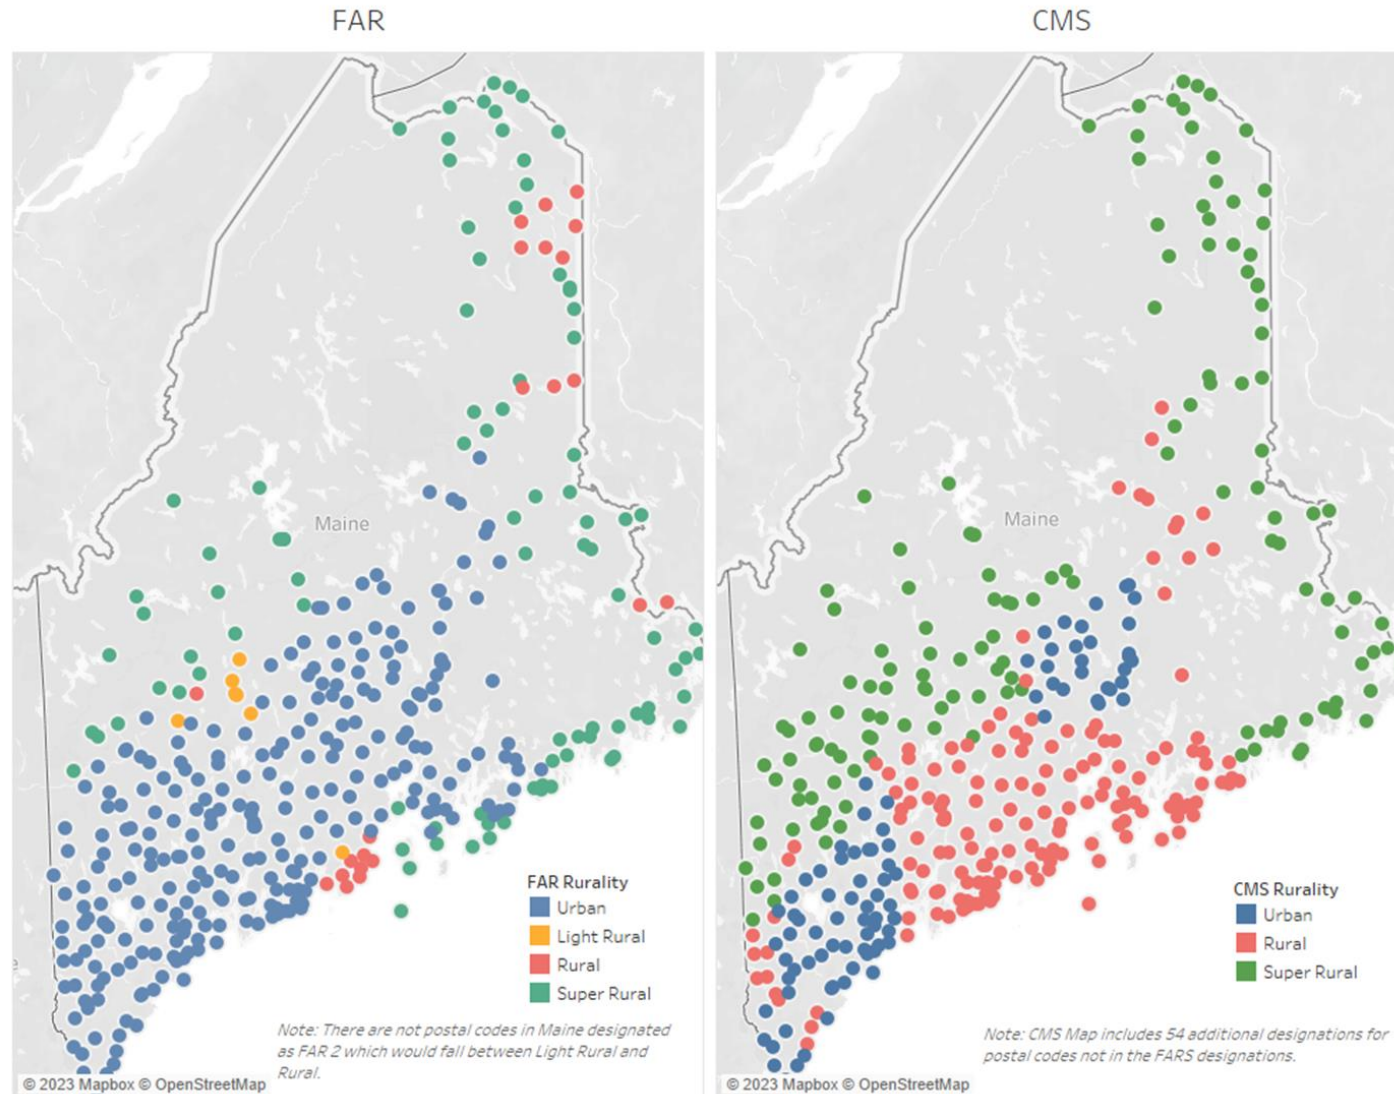 FAR
CMS
Maine
FAR Rurality
Urban
Light Rural
Rural
Super Rural
Note: There are not postal codes in Maine designated
as FAR 2 which would fall between Light Rural and
Rural.
© 2023 Mapbox © OpenStreetMap
Maine
CMS Rurality
Urban
Rural
Super Rural
Note: CMS Map includes 54 additional designations for
postal codes not in the FARS designations.
© 2023 Mapbox © OpenStreetMap